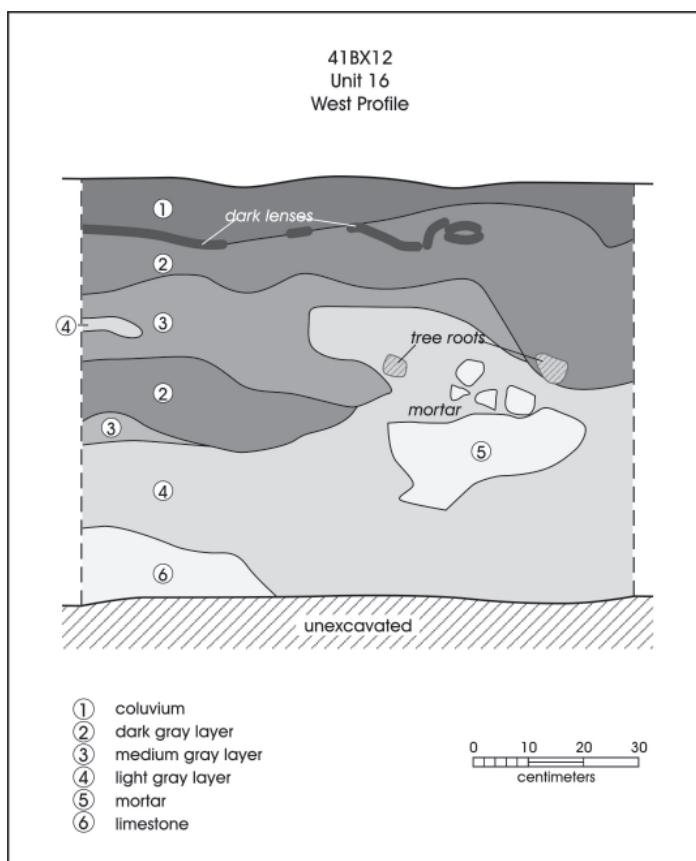 41BX12
Unit 16
West Profile
1
dark lenses
2
4
3
tree roots
2
mortar
3
5
4
6
unexcavated
1 coluvium
2 dark gray layer
3 medium gray layer
4 light gray layer
5 mortar
6 limestone
0 10 20 30
centimeters